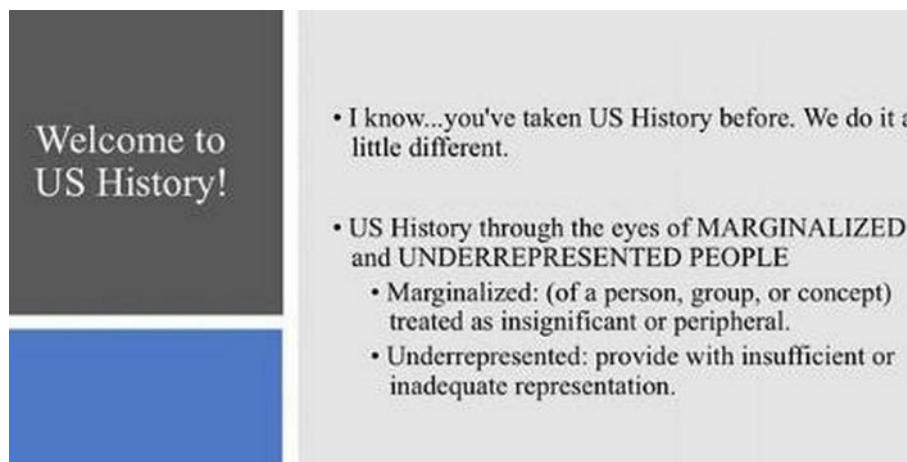 Welcome to
US History!
• I know...you've taken US History before. We do it a
little different.
• US History through the eyes of MARGINALIZED
and UNDERREPRESENTED PEOPLE
• Marginalized: (of a person, group, or concept)
treated as insignificant or peripheral.
• Underrepresented: provide with insufficient or
inadequate representation.